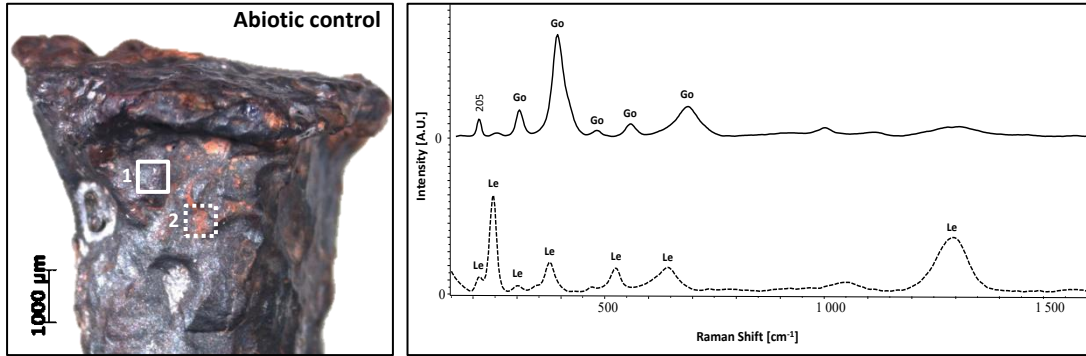 Abiotic control
1
2
1000 µm
Go
205
Go
Go
Go
Go
0
Intensity [A.U.]
Le
Le
Le
Le
Le
Le
Le
0
500
1 000
1 500
Raman Shift [cm⁻¹]